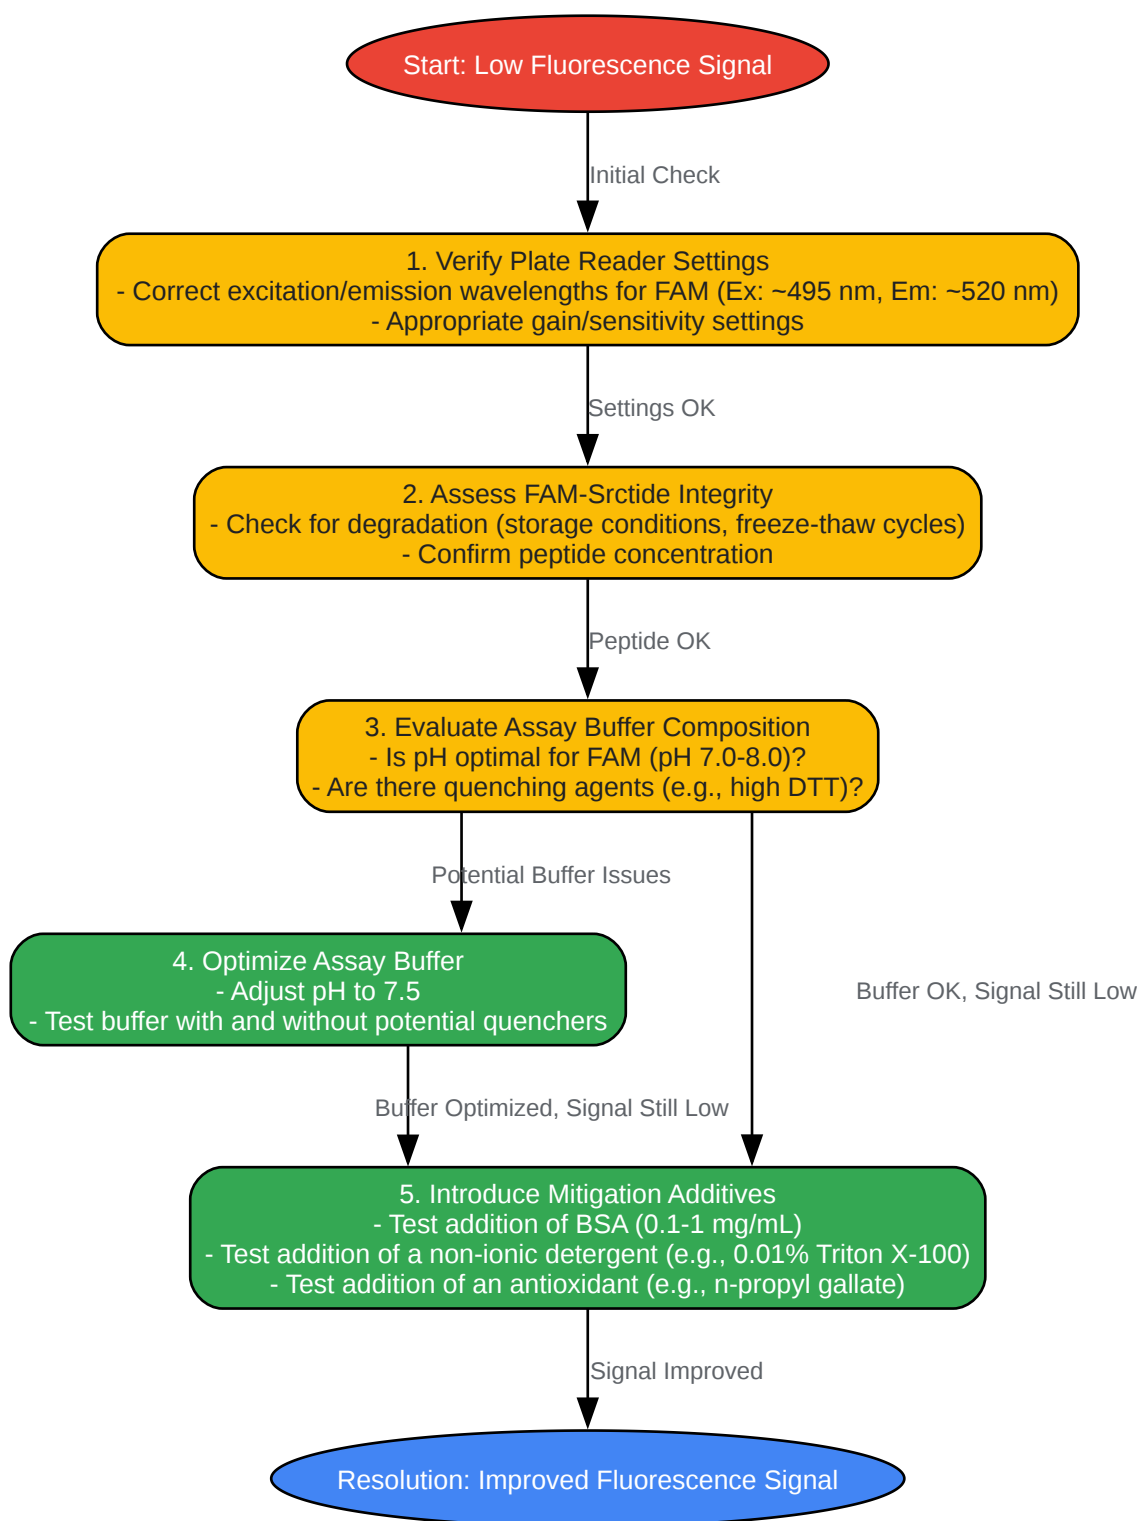 Start: Low Fluorescence Signal
Initial Check
1. Verify Plate Reader Settings
- Correct excitation/emission wavelengths for FAM (Ex: ~495 nm, Em: ~520 nm)
- Appropriate gain/sensitivity settings
Settings OK
2. Assess FAM-Srctide Integrity
- Check for degradation (storage conditions, freeze-thaw cycles)
- Confirm peptide concentration
Peptide OK
3. Evaluate Assay Buffer Composition
- Is pH optimal for FAM (pH 7.0-8.0)?
- Are there quenching agents (e.g., high DTT)?
Potential Buffer Issues
4. Optimize Assay Buffer
- Adjust pH to 7.5
- Test buffer with and without potential quenchers
Buffer OK, Signal Still Low
Buffer Optimized, Signal Still Low
5. Introduce Mitigation Additives
- Test addition of BSA (0.1-1 mg/mL)
- Test addition of a non-ionic detergent (e.g., 0.01% Triton X-100)
- Test addition of an antioxidant (e.g., n-propyl gallate)
Signal Improved
Resolution: Improved Fluorescence Signal